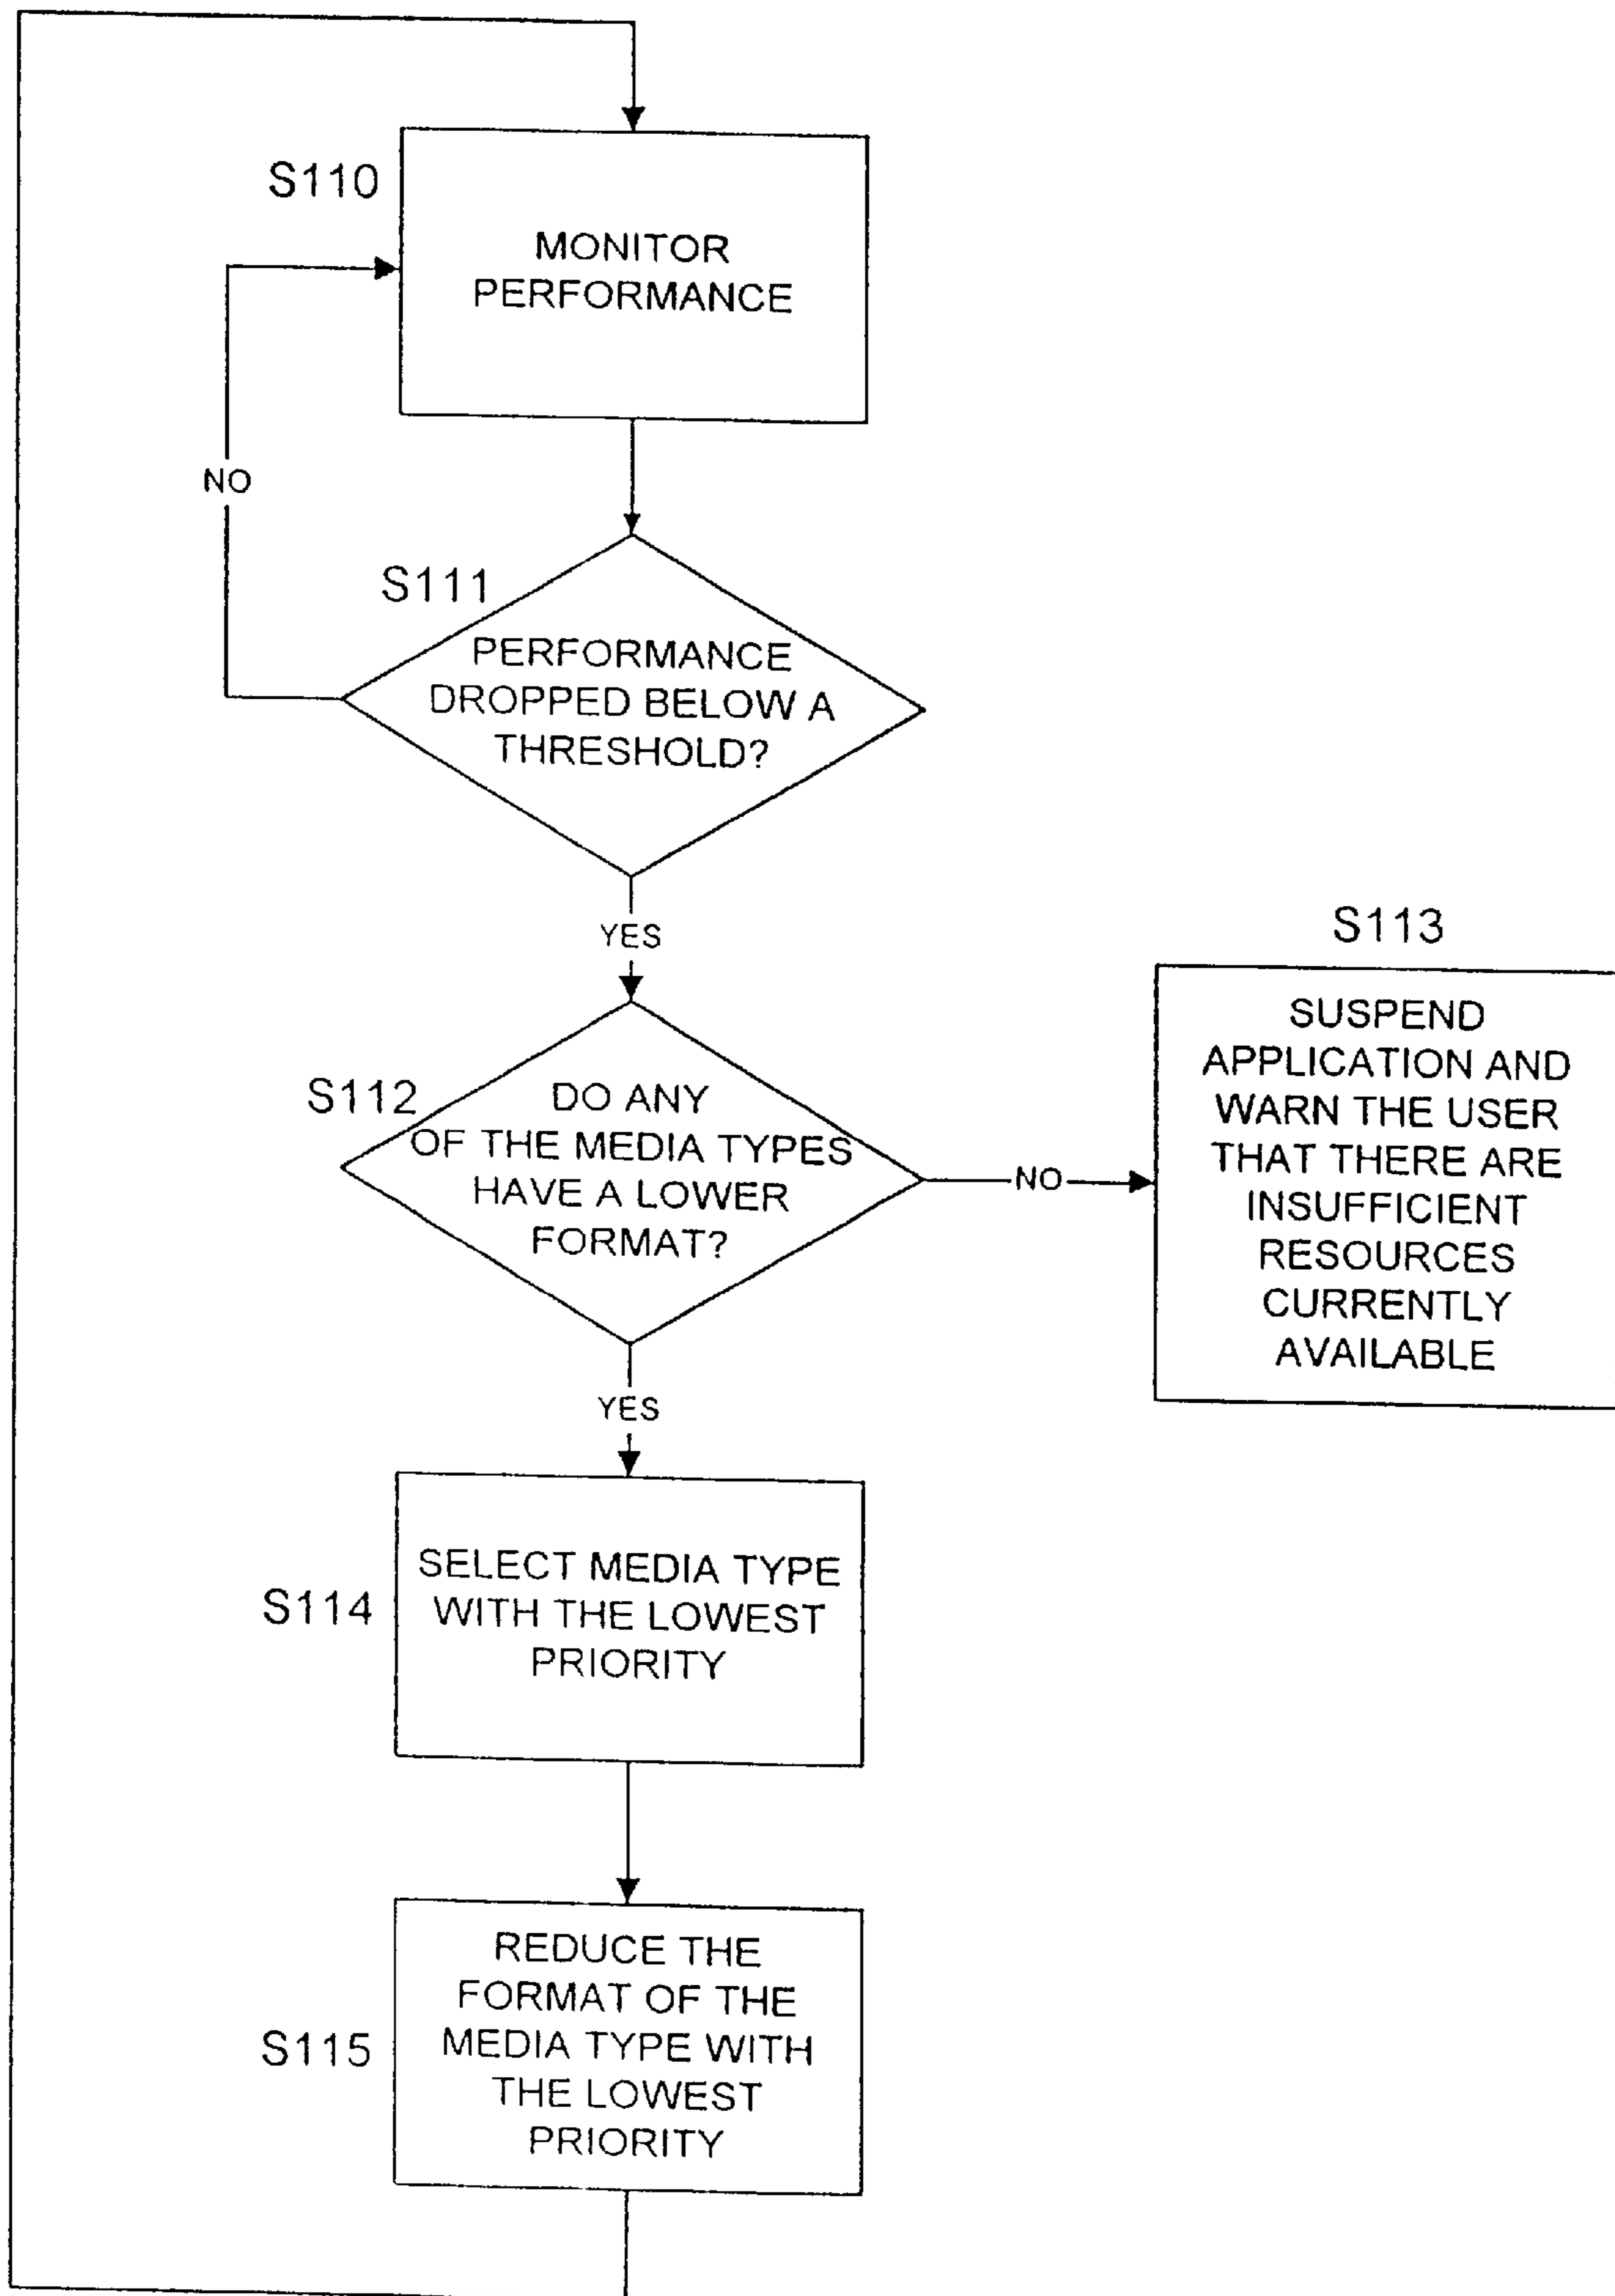 S110
MONITOR
PERFORMANCE
NO
S111
PERFORMANCE
DROPPED BELOW A
THRESHOLD?
YES
S112
DO ANY
OF THE MEDIA TYPES
HAVE A LOWER
FORMAT?
NO
S113
SUSPEND
APPLICATION AND
WARN THE USER
THAT THERE ARE
INSUFFICIENT
RESOURCES
CURRENTLY
AVAILABLE
YES
S114
SELECT MEDIA TYPE
WITH THE LOWEST
PRIORITY
S115
REDUCE THE
FORMAT OF THE
MEDIA TYPE WITH
THE LOWEST
PRIORITY